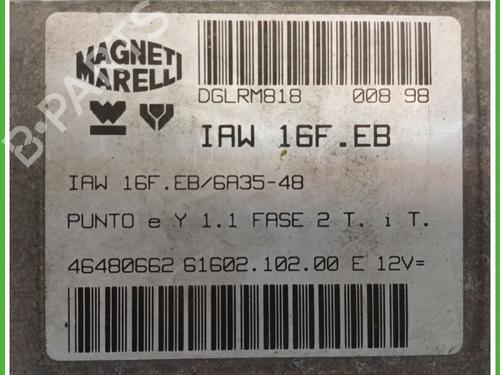 MAGNETI
MARELLI
DGLRM818 008 98
IAW 16F.EB
IAW 16F.EB/6A35-48
PUNTO e Y 1.1 FASE 2 T. i T.
46480662 61602.102.00 E 12V=
B-PARTS